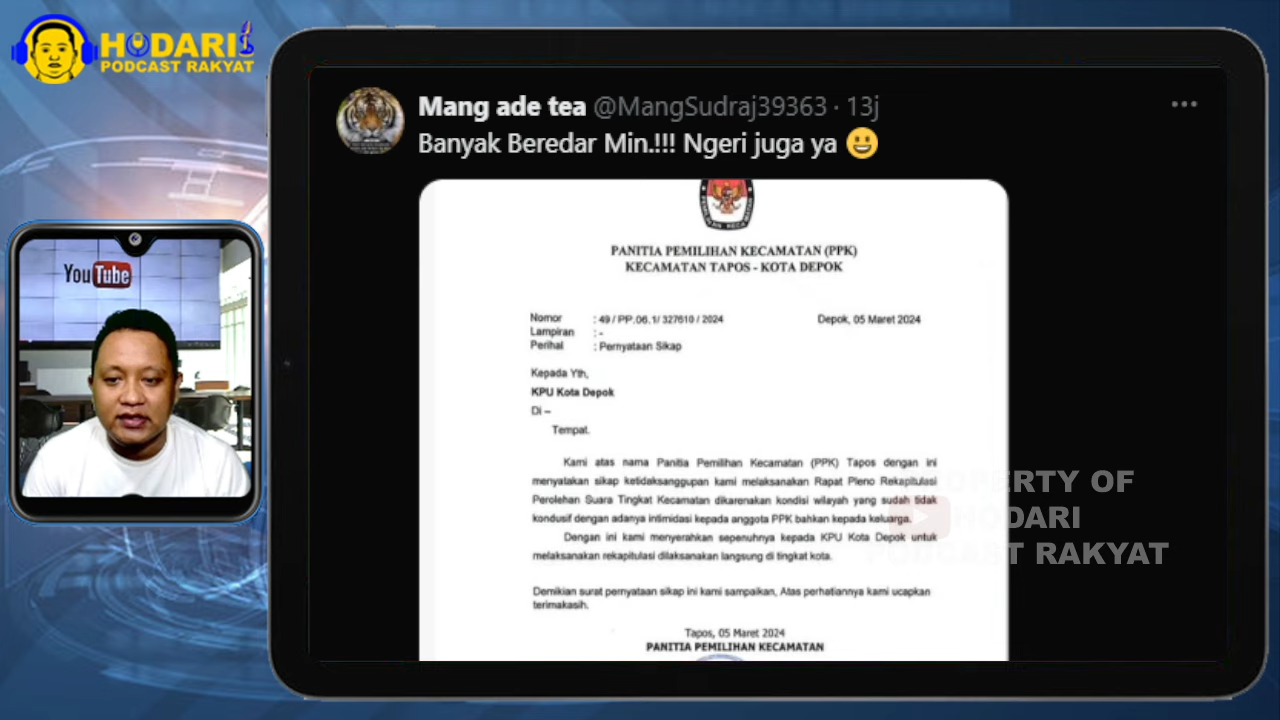 HODARI
PODCAST RAKYAT
YouTube
Mang ade tea @MangSudraj39363 · 13j
Banyak Beredar Min.!!! Ngeri juga ya 😀
PANITIA PEMILIHAN KECAMATAN (PPK)
KECAMATAN TAPOS - KOTA DEPOK
Nomor : 49 / PP.06.1/ 327610 / 2024 Depok, 05 Maret 2024
Lampiran : -
Perihal : Pernyataan Sikap
Kepada Yth,
KPU Kota Depok
Di –
Tempat.
Kami atas nama Panitia Pemilihan Kecamatan (PPK) Tapos dengan ini
menyatakan sikap ketidaksanggupan kami melaksanakan Rapat Pleno Rekapitulasi
Perolehan Suara Tingkat Kecamatan dikarenakan kondisi wilayah yang sudah tidak
kondusif dengan adanya intimidasi kepada anggota PPK bahkan kepada keluarga.
Dengan ini kami menyerahkan sepenuhnya kepada KPU Kota Depok untuk
melaksanakan rekapitulasi dilaksanakan langsung di tingkat kota.
Demikian surat pernyataan sikap ini kami sampaikan, Atas perhatiannya kami ucapkan
terimakasih.
Tapos, 05 Maret 2024
PANITIA PEMILIHAN KECAMATAN
PROPERTY OF
HODARI
PODCAST RAKYAT